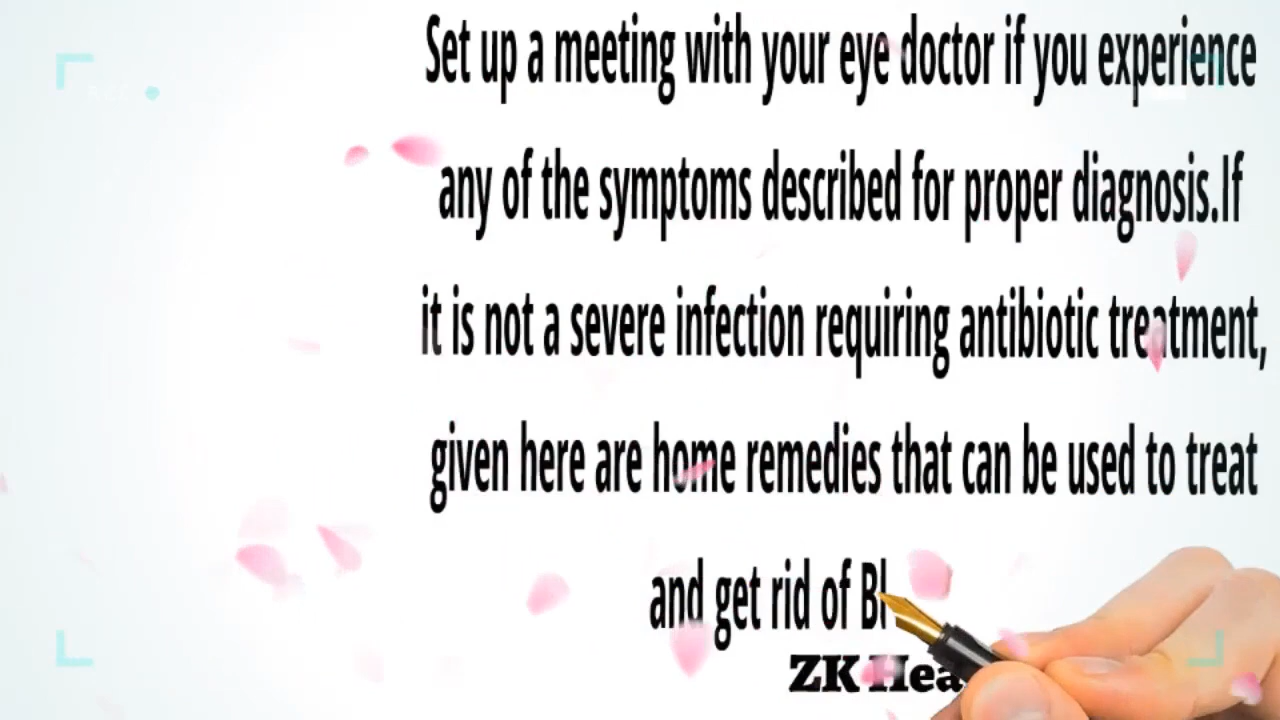 Set up a meeting with your eye doctor if you experience
any of the symptoms described for proper diagnosis.If
it is not a severe infection requiring antibiotic treatment,
given here are home remedies that can be used to treat
and get rid of Bl
ZK Hea